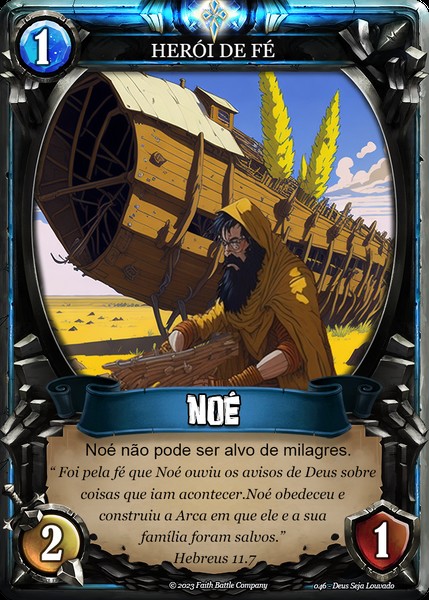 1
HERÓI DE FÉ
NOÉ
Noé não pode ser alvo de milagres.
“ Foi pela fé que Noé ouviu os avisos de Deus sobre
coisas que iam acontecer.Noé obedeceu e
construiu a Arca em que ele e a sua
família foram salvos.”
Hebreus 11.7
2
1
© 2023 Faith Battle Company
046 - Deus Seja Louvado